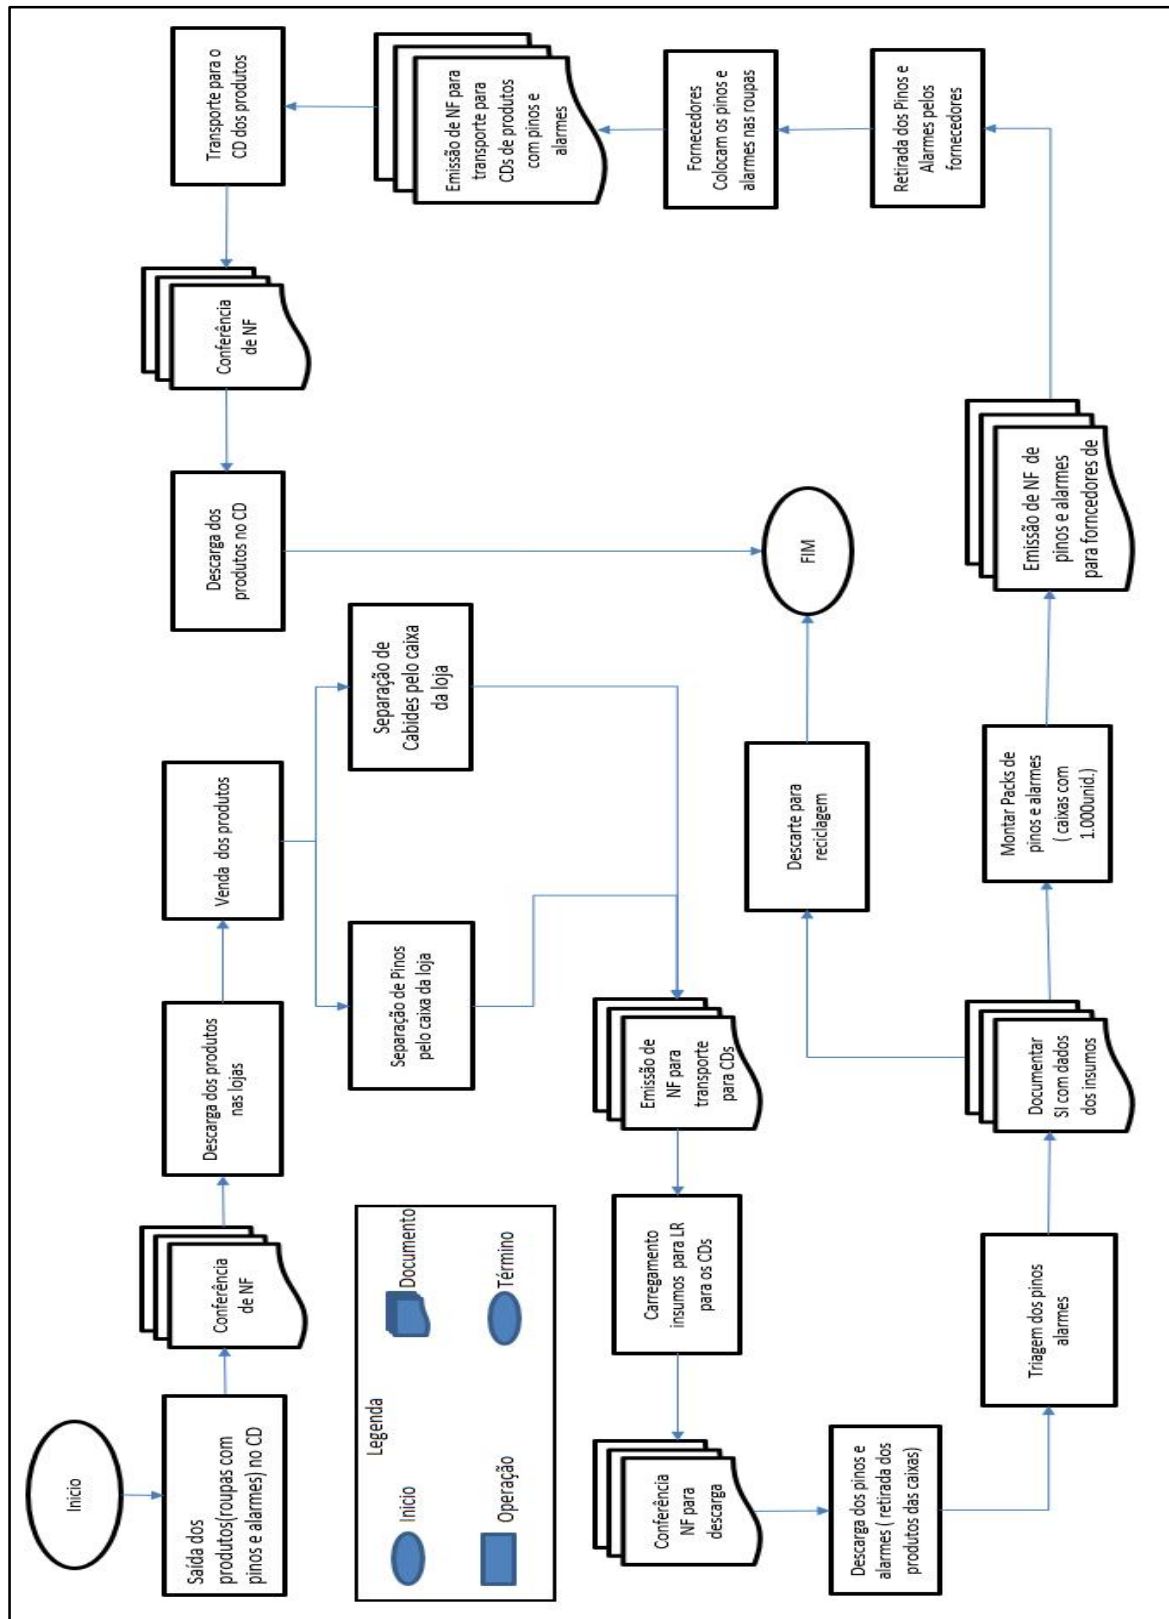 Inicio
Saída dos
produtos(roupas com
pinos e alarmes) no CD
Conferência
de NF
Descarga dos produtos
nas lojas
Venda dos produtos
Separação de Pinos
pelo caixa da loja
Separação de
Cabides pelo caixa
da loja
Emissão de
NF para
transporte
para CDs
Carregamento
insumos para LR
para os CDs
Conferência
NF para
descarga
Descarga dos pinos e
alarmes ( retirada dos
produtos das caixas)
Triagem dos pinos
alarmes
Documentar
SI com dados
dos insumos
Descarte para
reciclagem
Montar Packs de
pinos e alarmes
( caixas com
1.000unid.)
Emissão de NF de
pinos e alarmes
para forncedores de
Retirada dos Pinos e
Alarmes pelos
fornecedores
Fornecedores
Colocam os pinos e
alarmes nas roupas
Emissão de NF para
transporte para
CDs de produtos
com pinos e
alarmes
Transporte para o
CD dos produtos
Conferência
de NF
Descarga dos
produtos no CD
FIM
Legenda
Inicio
Documento
Operação
Término